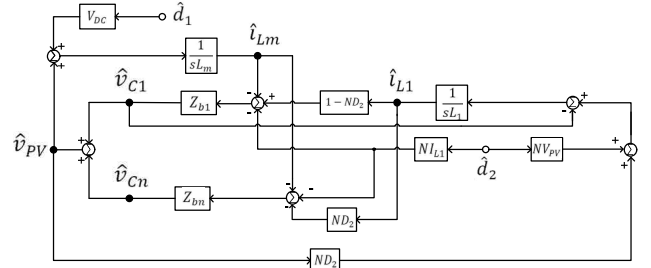 V_DC
d̂_1
î_Lm
1
sL_m
î_L1
v̂_C1
Z_b1
1-ND_2
1
sL_1
v̂_PV
NI_L1
d̂_2
NV_PV
v̂_Cn
Z_bn
ND_2
ND_2
Σ
Σ
Σ
Σ
Σ
Σ
+
+
-
-
+
-
+
+
+
+
+
-
-
-